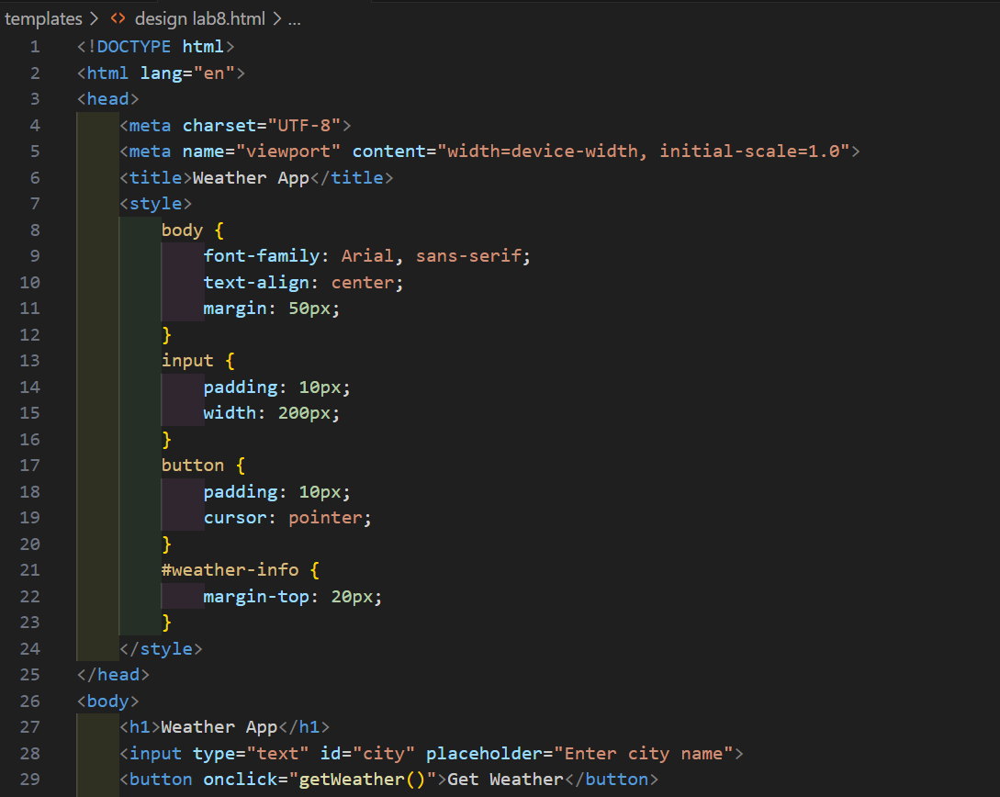 templates > <> design lab8.html > ...
1 <!DOCTYPE html>
2 <html lang="en">
3 <head>
4 <meta charset="UTF-8">
5 <meta name="viewport" content="width=device-width, initial-scale=1.0">
6 <title>Weather App</title>
7 <style>
8 body {
9 font-family: Arial, sans-serif;
10 text-align: center;
11 margin: 50px;
12 }
13 input {
14 padding: 10px;
15 width: 200px;
16 }
17 button {
18 padding: 10px;
19 cursor: pointer;
20 }
21 #weather-info {
22 margin-top: 20px;
23 }
24 </style>
25 </head>
26 <body>
27 <h1>Weather App</h1>
28 <input type="text" id="city" placeholder="Enter city name">
29 <button onclick="getWeather()">Get Weather</button>